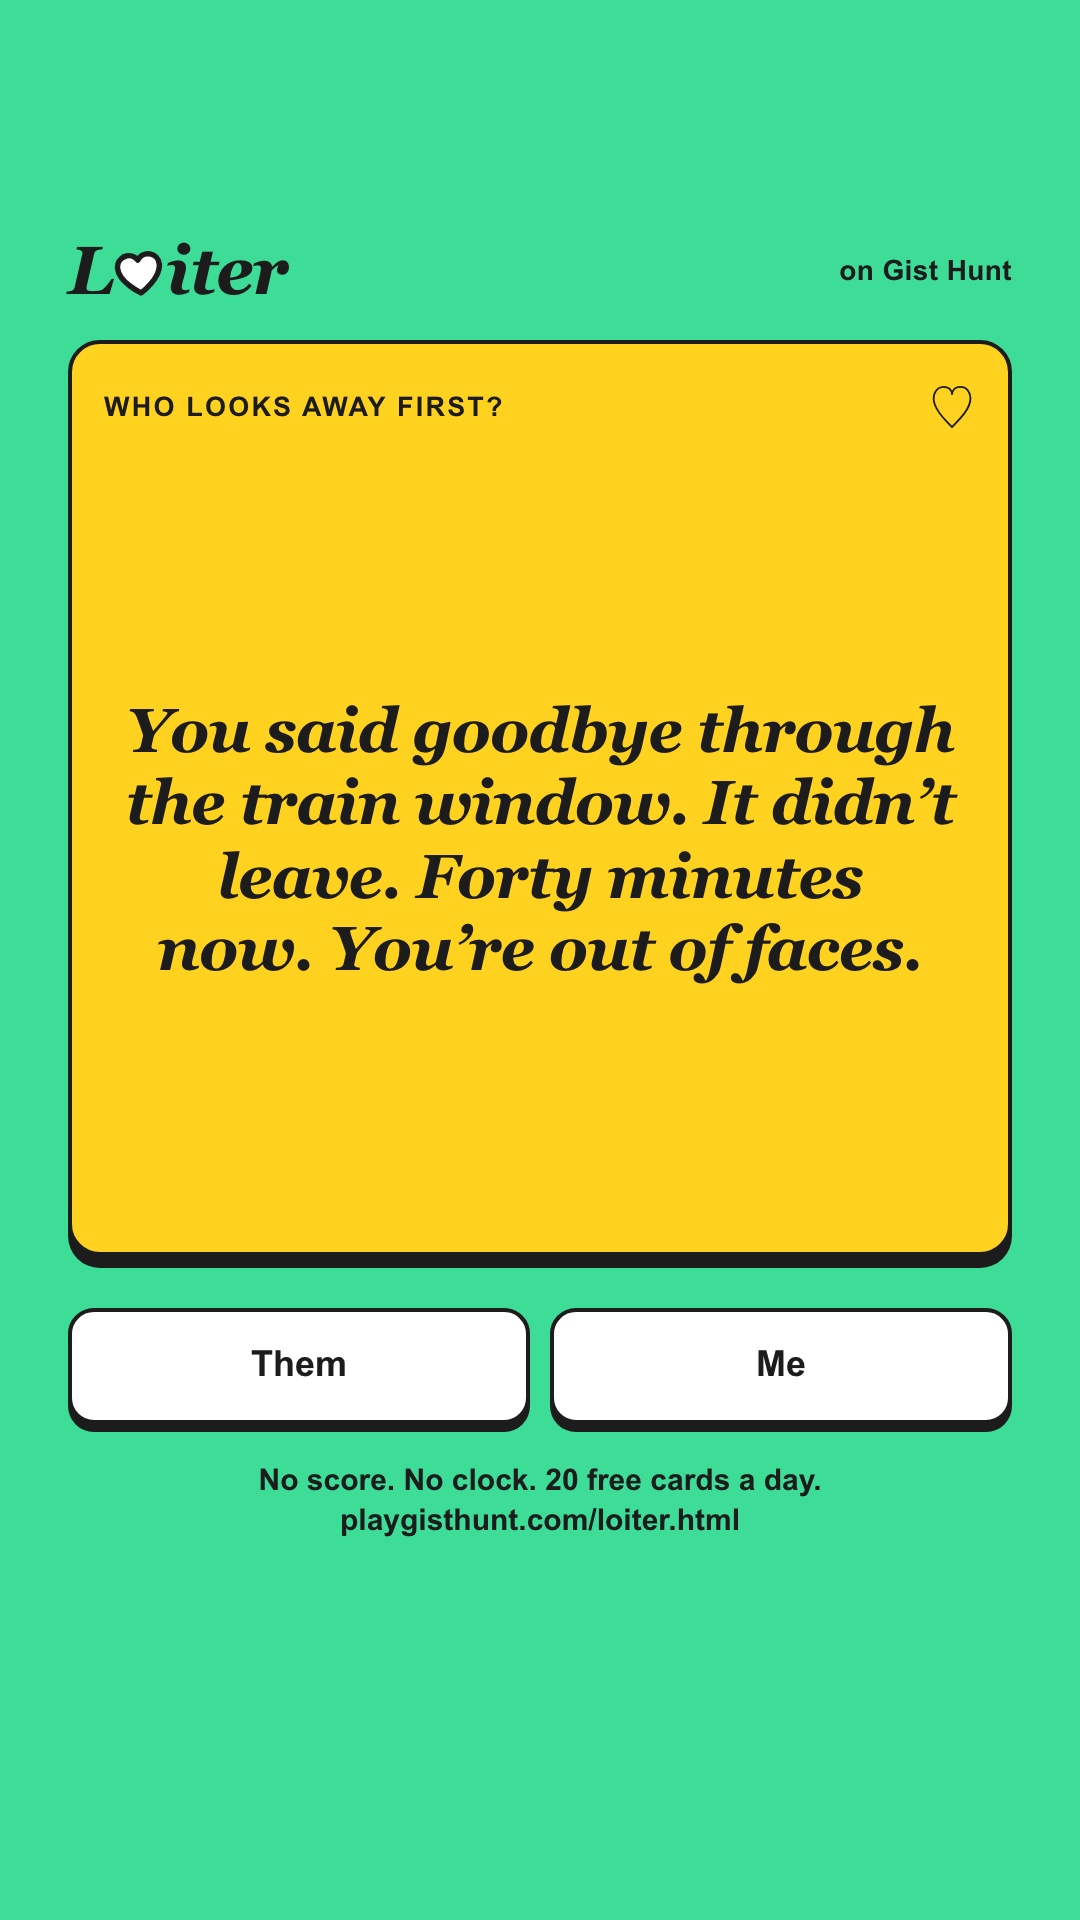 Loiter
on Gist Hunt
WHO LOOKS AWAY FIRST?
You said goodbye through
the train window. It didn’t
leave. Forty minutes
now. You’re out of faces.
Them
Me
No score. No clock. 20 free cards a day.
playgisthunt.com/loiter.html